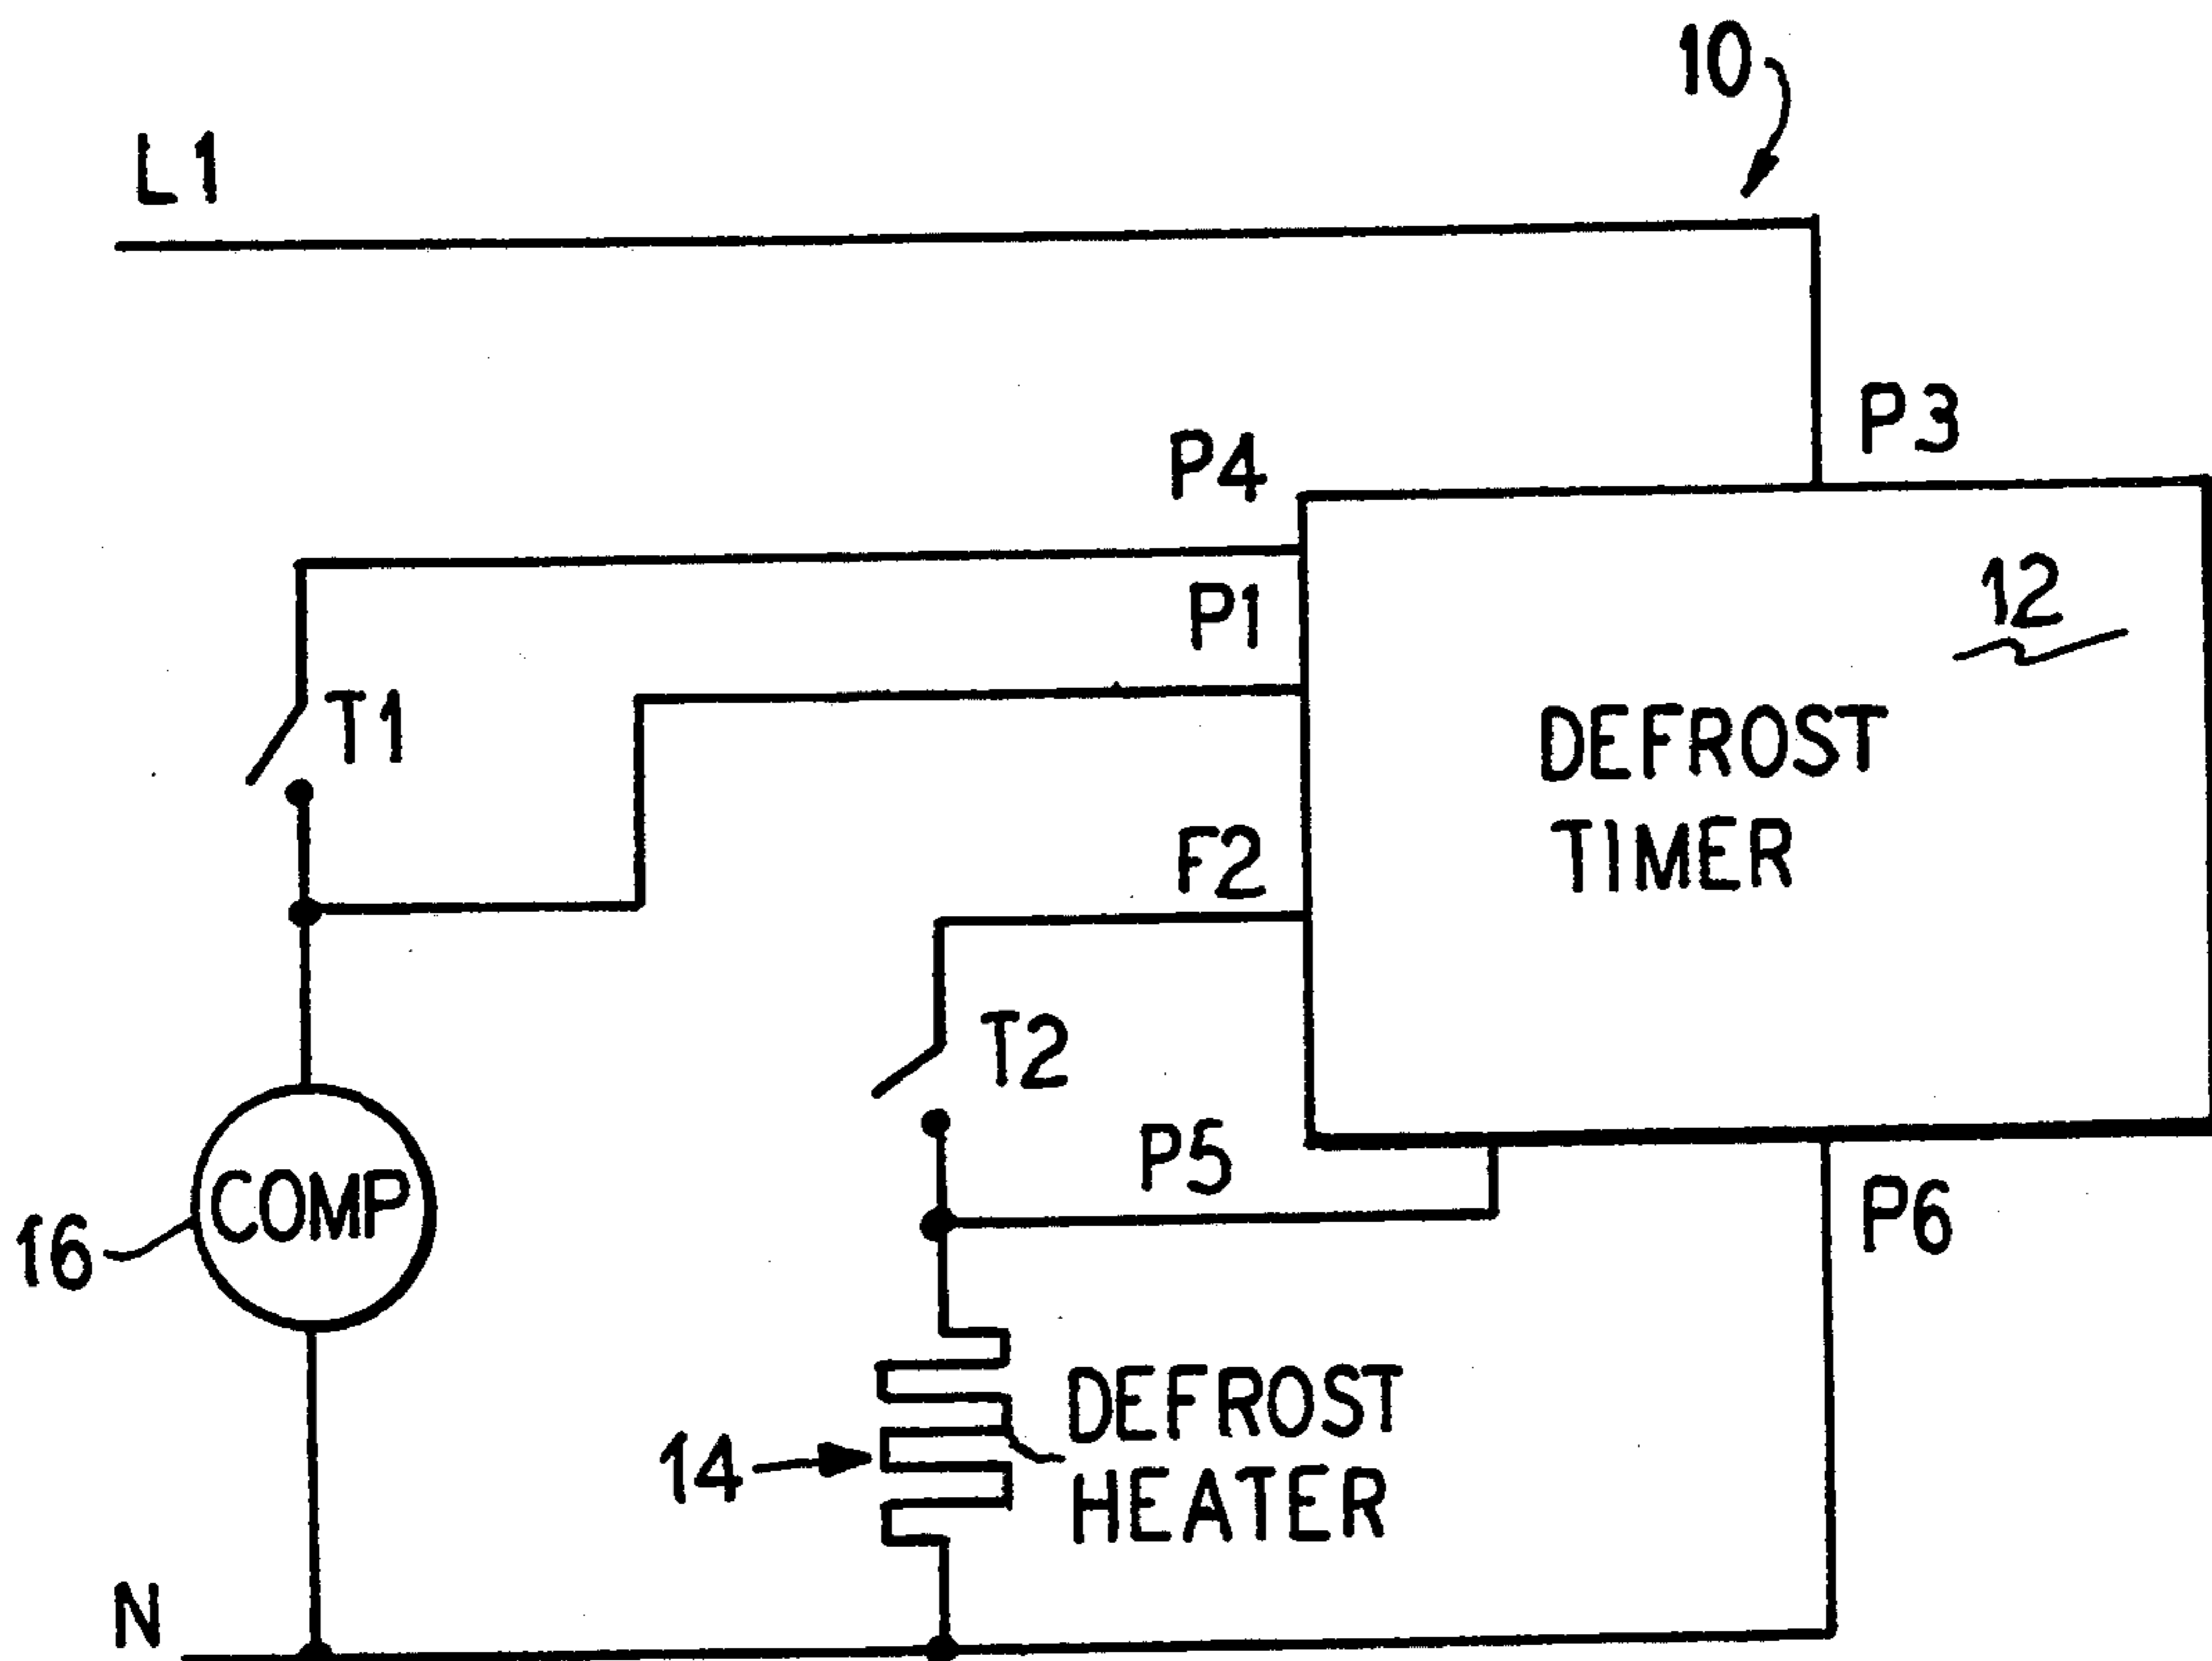 10
L1
P3
P4
12
P1
T1
DEFROST
TIMER
F2
T2
P5
P6
COMP
16
DEFROST
HEATER
14
N